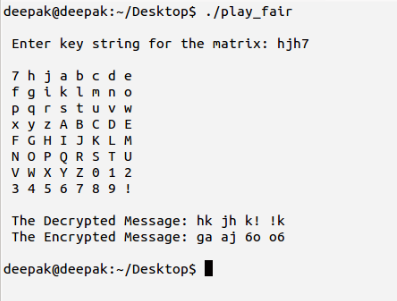 deepak@deepak:~/Desktop$ ./play_fair
Enter key string for the matrix: hjh7
7 h j a b c d e
f g i k l m n o
p q r s t u v w
x y z A B C D E
F G H I J K L M
N O P Q R S T U
V W X Y Z 0 1 2
3 4 5 6 7 8 9 !
The Decrypted Message: hk jh k! !k
The Encrypted Message: ga aj 6o o6
deepak@deepak:~/Desktop$